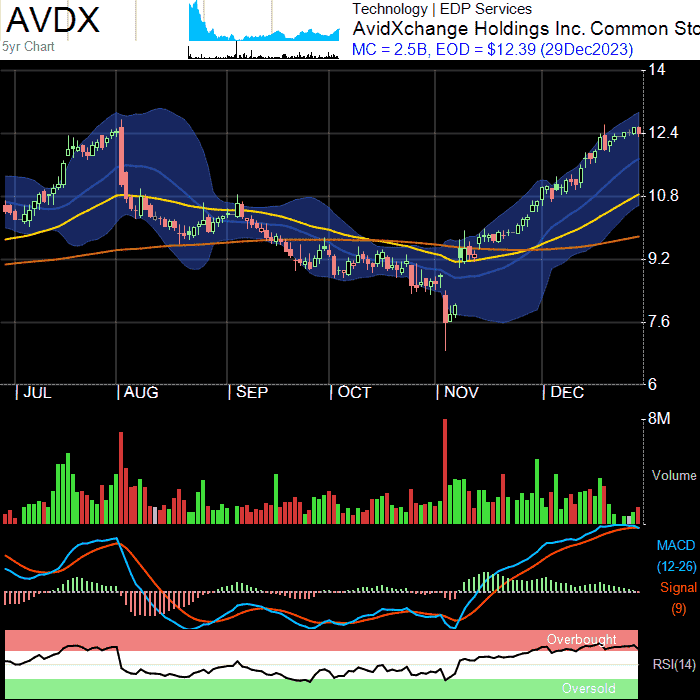 AVDX
5yr Chart
Technology | EDP Services
AvidXchange Holdings Inc. Common Sto
MC = 2.5B, EOD = $12.39 (29Dec2023)
14
12.4
10.8
9.2
7.6
6
| JUL | AUG | SEP | OCT | NOV | DEC
8M
Volume
MACD
(12-26)
Signal
(9)
Overbought
RSI(14)
Oversold